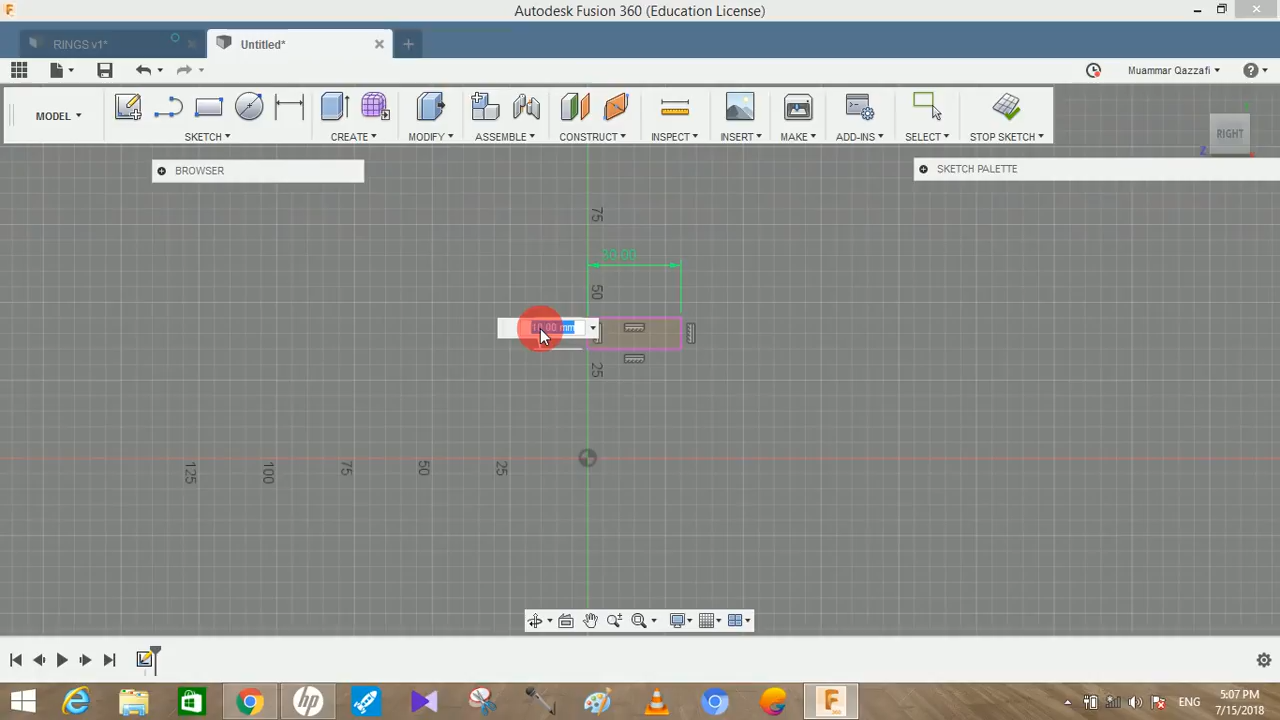 Autodesk Fusion 360 (Education License)
RINGS v1*
Untitled*
Muammar Qazzafi
MODEL
SKETCH
CREATE
MODIFY
ASSEMBLE
CONSTRUCT
INSPECT
INSERT
MAKE
ADD-INS
SELECT
STOP SKETCH
RIGHT
BROWSER
SKETCH PALETTE
75
50
mm
25
125
100
75
50
25
ENG
5:07 PM
7/15/2018